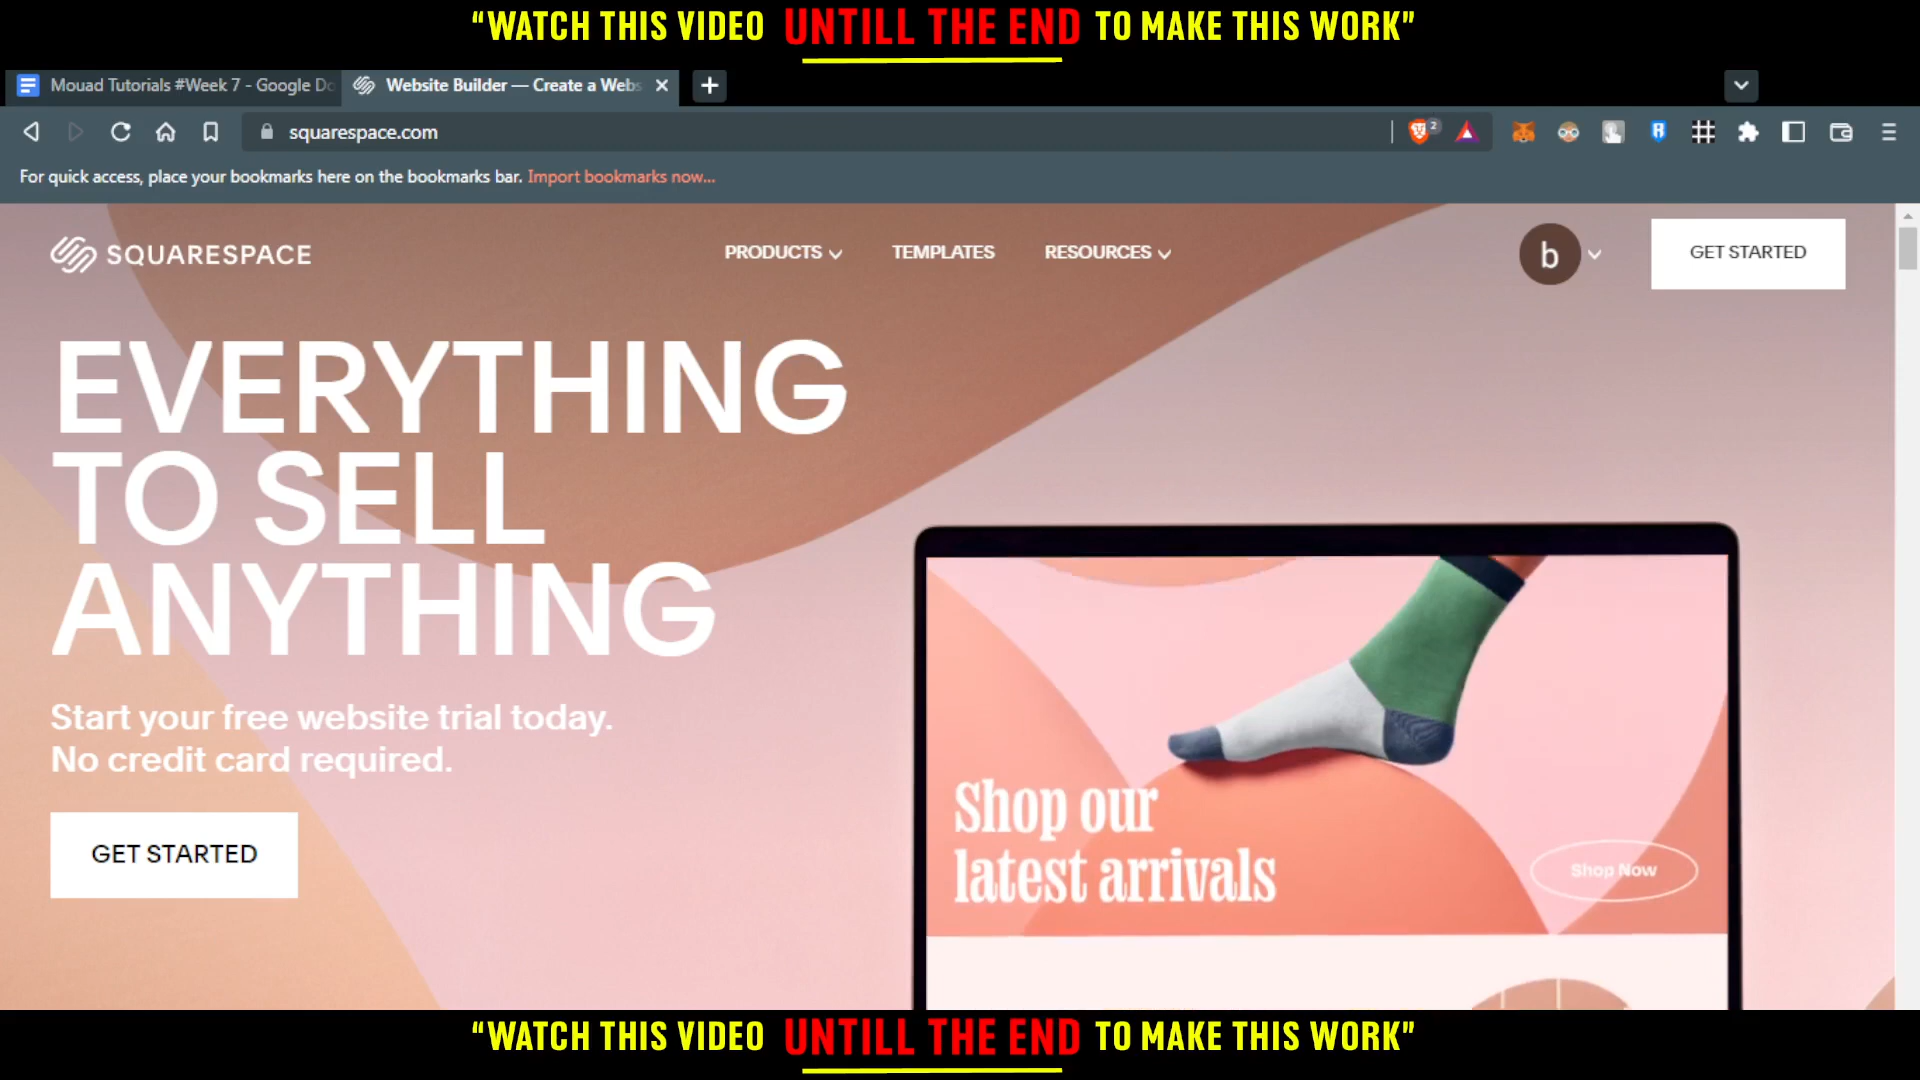 “WATCH THIS VIDEO UNTILL THE END TO MAKE THIS WORK”
Mouad Tutorials #Week 7 - Google Do
Website Builder — Create a Webs
squarespace.com
2
For quick access, place your bookmarks here on the bookmarks bar. Import bookmarks now...
SQUARESPACE
PRODUCTS
TEMPLATES
RESOURCES
b
GET STARTED
EVERYTHING
TO SELL
ANYTHING
Start your free website trial today.
No credit card required.
GET STARTED
Shop our
latest arrivals
Shop Now
“WATCH THIS VIDEO UNTILL THE END TO MAKE THIS WORK”